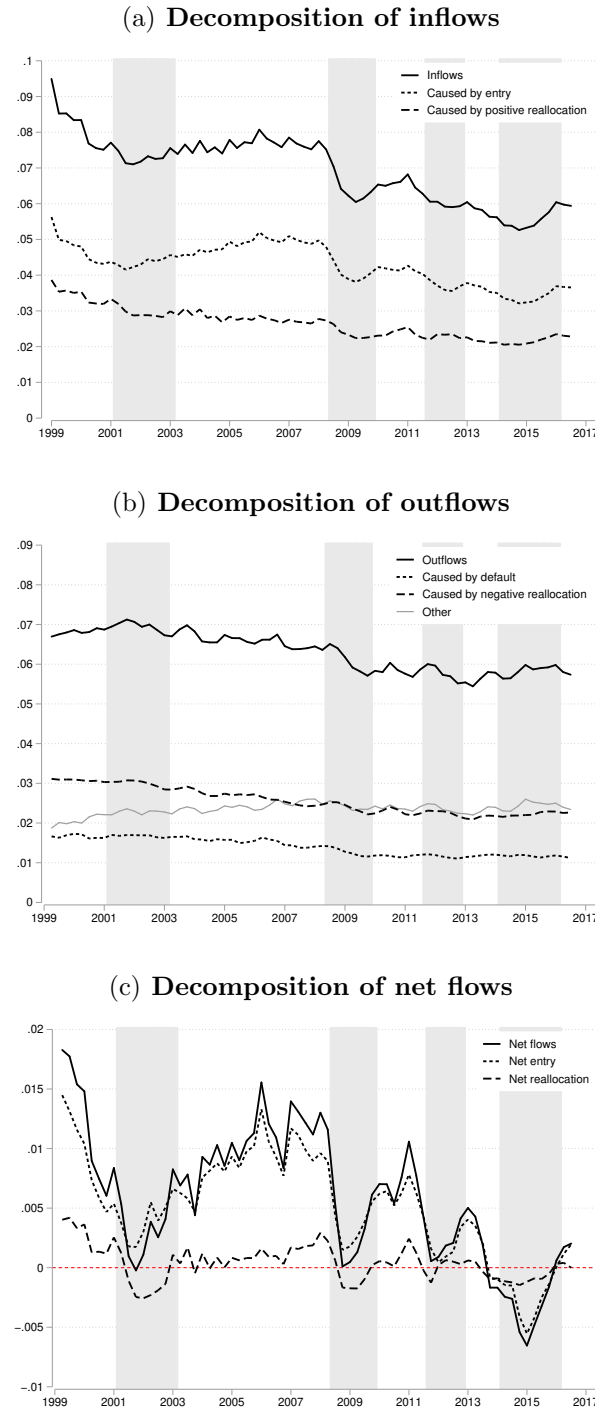 (a) Decomposition of inflows
.1
.09
.08
.07
.06
.05
.04
.03
.02
.01
0
Inflows
Caused by entry
Caused by positive reallocation
1999 2001 2003 2005 2007 2009 2011 2013 2015 2017
(b) Decomposition of outflows
.09
.08
.07
.06
.05
.04
.03
.02
.01
0
Outflows
Caused by default
Caused by negative reallocation
Other
1999 2001 2003 2005 2007 2009 2011 2013 2015 2017
(c) Decomposition of net flows
.02
.015
.01
.005
0
−.005
−.01
Net flows
Net entry
Net reallocation
1999 2001 2003 2005 2007 2009 2011 2013 2015 2017